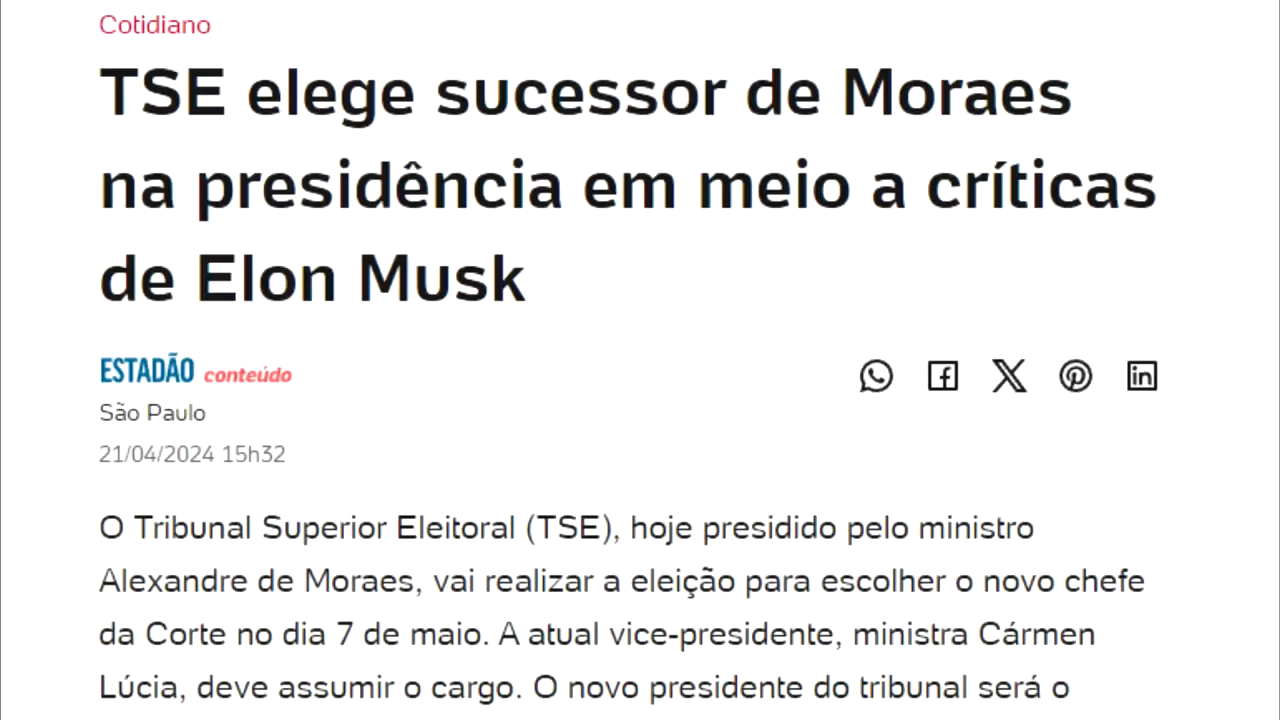 Cotidiano
TSE elege sucessor de Moraes
na presidência em meio a críticas
de Elon Musk
ESTADÃO conteúdo
São Paulo
21/04/2024 15h32
O Tribunal Superior Eleitoral (TSE), hoje presidido pelo ministro
Alexandre de Moraes, vai realizar a eleição para escolher o novo chefe
da Corte no dia 7 de maio. A atual vice-presidente, ministra Cármen
Lúcia, deve assumir o cargo. O novo presidente do tribunal será o